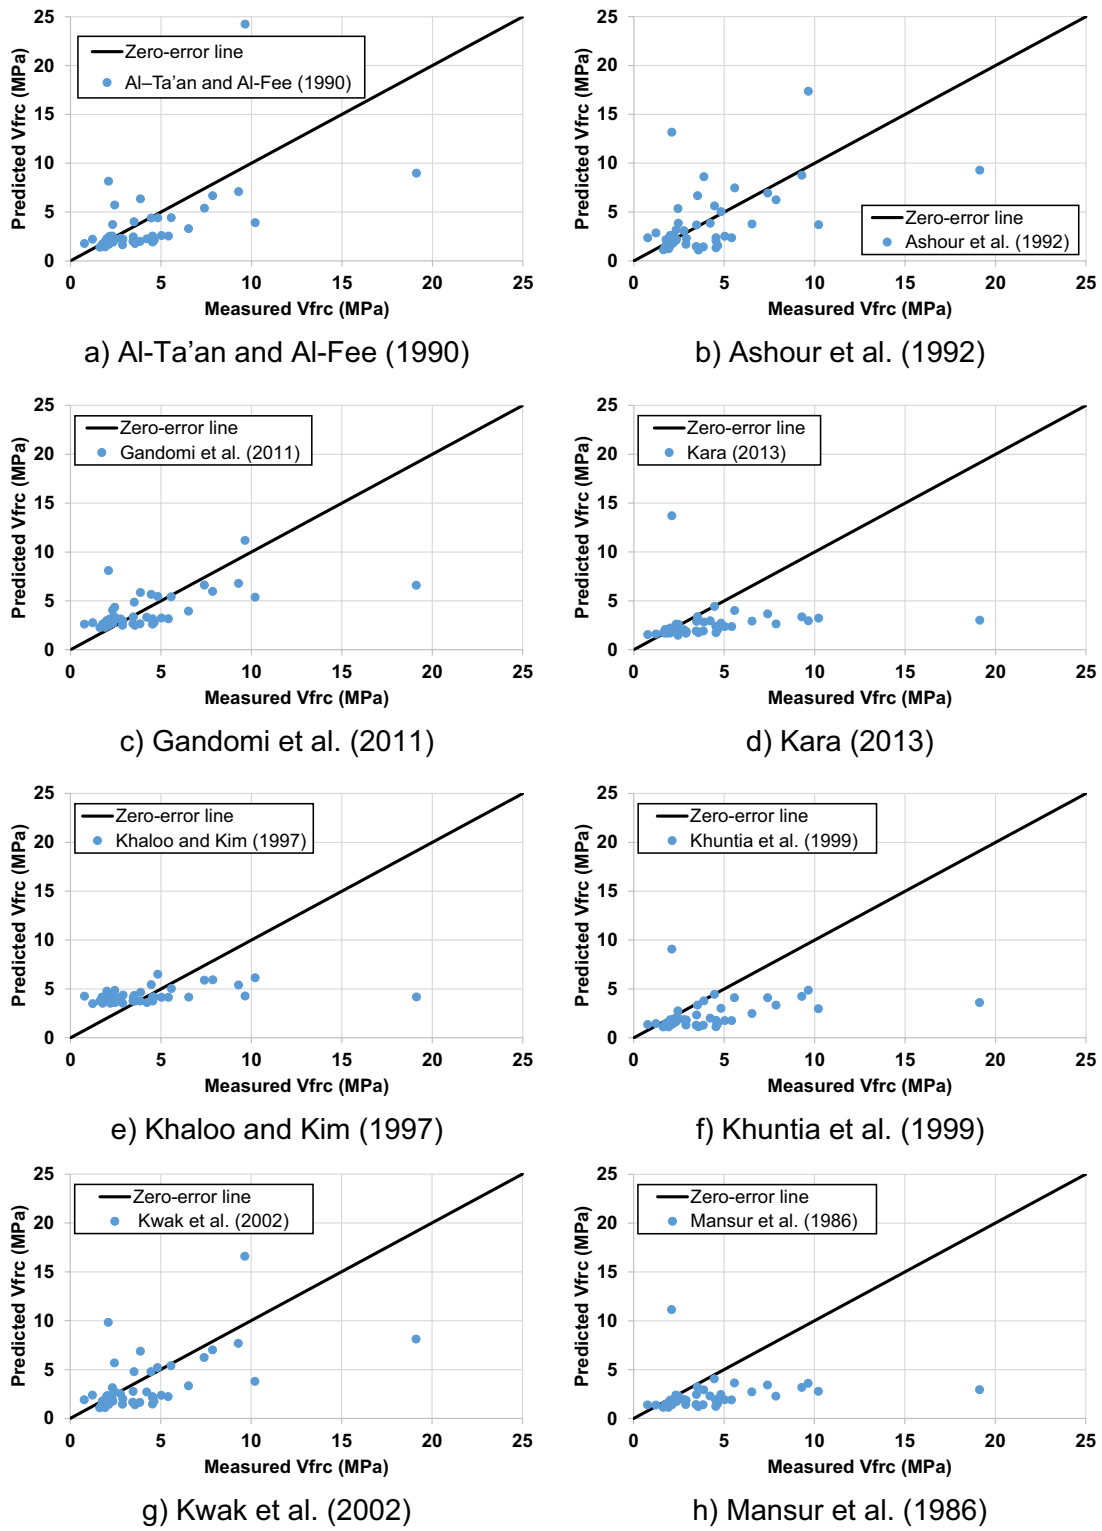 25
20
15
10
5
0
Predicted Vfrc (MPa)
Zero-error line
Al–Ta’an and Al-Fee (1990)
0 5 10 15 20 25
Measured Vfrc (MPa)
a) Al-Ta’an and Al-Fee (1990)
25
20
15
10
5
0
Predicted Vfrc (MPa)
Zero-error line
Ashour et al. (1992)
0 5 10 15 20 25
Measured Vfrc (MPa)
b) Ashour et al. (1992)
25
20
15
10
5
0
Predicted Vfrc (MPa)
Zero-error line
Gandomi et al. (2011)
0 5 10 15 20 25
Measured Vfrc (MPa)
c) Gandomi et al. (2011)
25
20
15
10
5
0
Predicted Vfrc (MPa)
Zero-error line
Kara (2013)
0 5 10 15 20 25
Measured Vfrc (MPa)
d) Kara (2013)
25
20
15
10
5
0
Predicted Vfrc (MPa)
Zero-error line
Khaloo and Kim (1997)
0 5 10 15 20 25
Measured Vfrc (MPa)
e) Khaloo and Kim (1997)
25
20
15
10
5
0
Predicted Vfrc (MPa)
Zero-error line
Khuntia et al. (1999)
0 5 10 15 20 25
Measured Vfrc (MPa)
f) Khuntia et al. (1999)
25
20
15
10
5
0
Predicted Vfrc (MPa)
Zero-error line
Kwak et al. (2002)
0 5 10 15 20 25
Measured Vfrc (MPa)
g) Kwak et al. (2002)
25
20
15
10
5
0
Predicted Vfrc (MPa)
Zero-error line
Mansur et al. (1986)
0 5 10 15 20 25
Measured Vfrc (MPa)
h) Mansur et al. (1986)